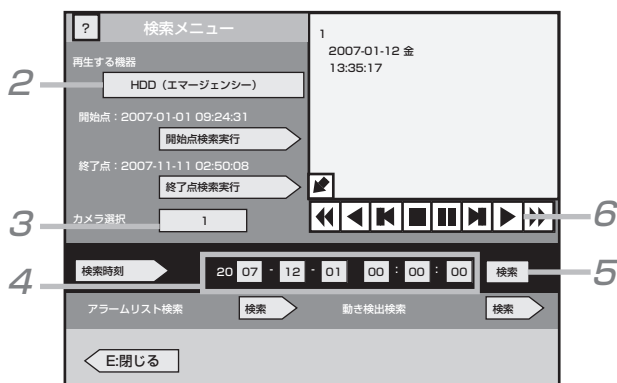 ? 検索メニュー
再生する機器
2
HDD（エマージェンシー）
開始点：2007-01-01 09:24:31
開始点検索実行
終了点：2007-11-11 02:50:08
終了点検索実行
3
カメラ選択 1
1
2007-01-12 金
13:35:17
6
検索時刻 20 07 - 12 - 01 00 : 00 : 00 検索
4
5
アラームリスト検索 検索 動き検出検索 検索
E:閉じる